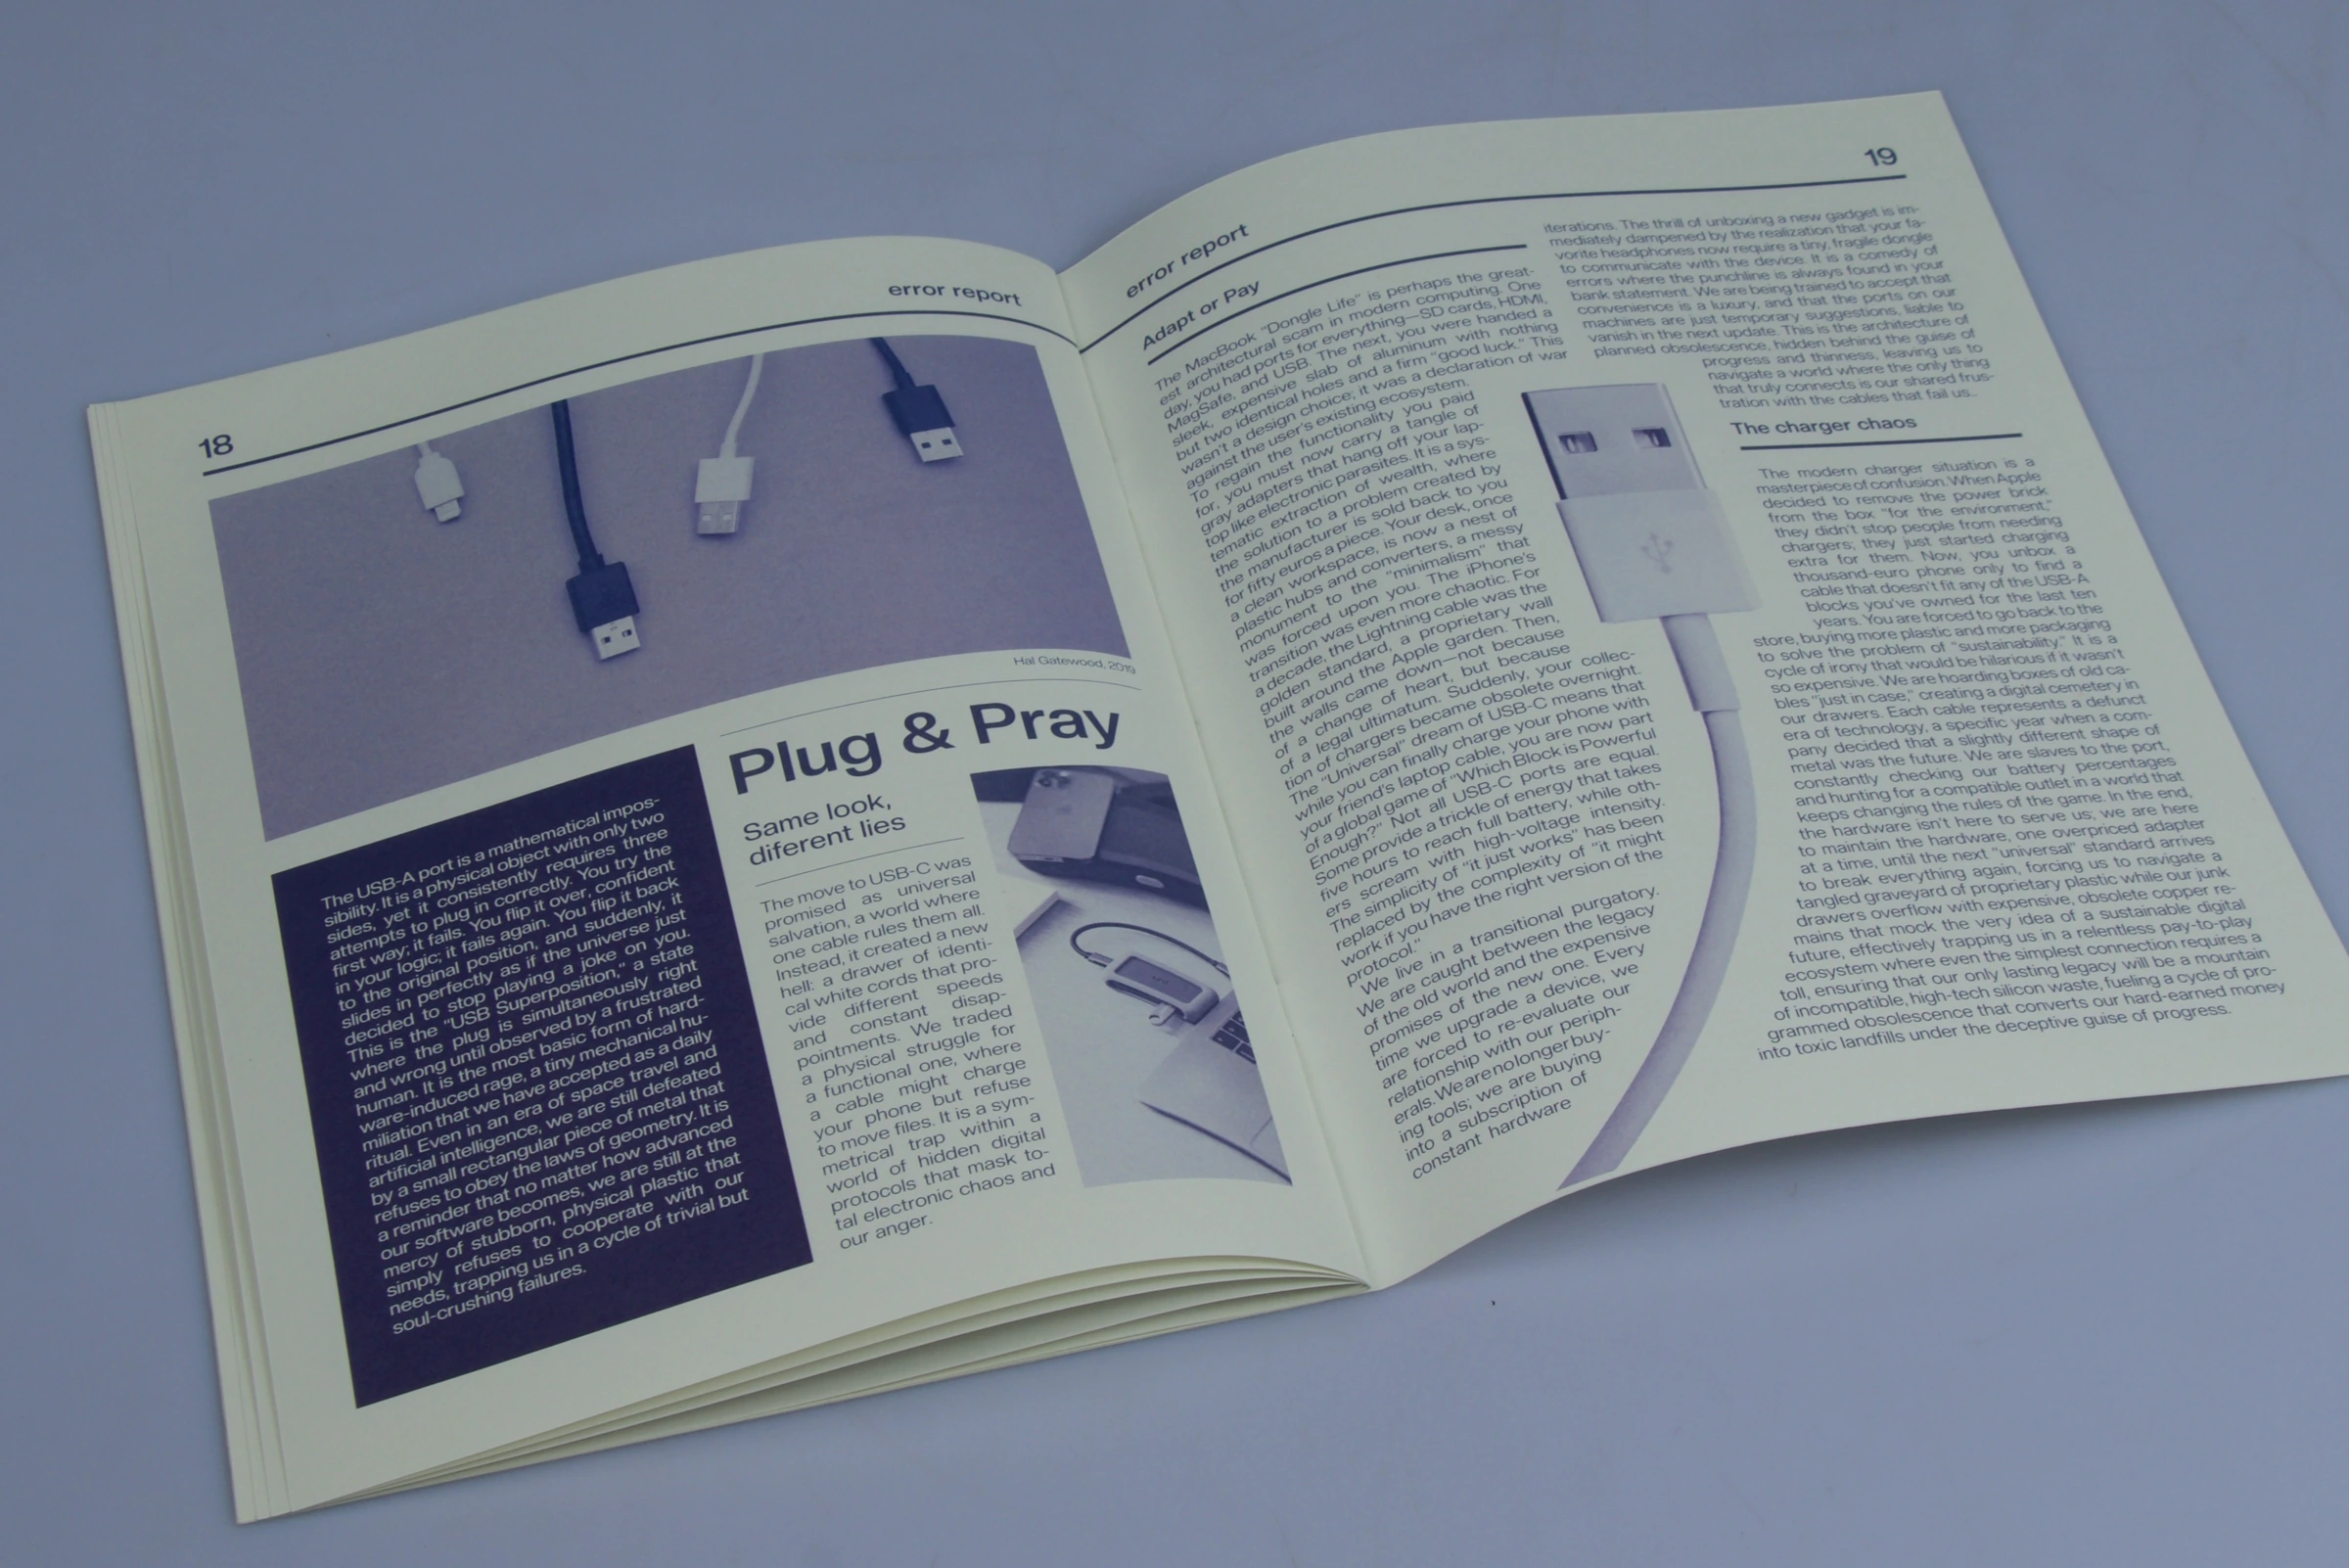 18
error report
Hal Gatewood, 2019
Plug & Pray
Same look,
diferent lies
The USB-A port is a mathematical impos-
sibility. It is a physical object with only two
sides, yet it consistently requires three
attempts to plug in correctly. You try the
first way; it fails. You flip it over, confident
in your logic; it fails again. You flip it back
to the original position, and suddenly, it
slides in perfectly as if the universe just
decided to stop playing a joke on you.
This is the "USB Superposition," a state
where the plug is simultaneously right
and wrong until observed by a frustrated
human. It is the most basic form of hard-
ware-induced rage, a tiny mechanical hu-
miliation that we have accepted as a daily
ritual. Even in an era of space travel and
artificial intelligence, we are still defeated
by a small rectangular piece of metal that
refuses to obey the laws of geometry. It is
a reminder that no matter how advanced
our software becomes, we are still at the
mercy of stubborn, physical plastic that
simply refuses to cooperate with our
needs, trapping us in a cycle of trivial but
soul-crushing failures.
The move to USB-C was
promised as universal
salvation, a world where
one cable rules them all.
Instead, it created a new
hell: a drawer of identi-
cal white cords that pro-
vide different speeds
and constant disap-
pointments. We traded
a physical struggle for
a functional one, where
a cable might charge
your phone but refuse
to move files. It is a sym-
metrical trap within a
world of hidden digital
protocols that mask to-
tal electronic chaos and
our anger.
error report
19
Adapt or Pay
The MacBook "Dongle Life" is perhaps the great-
est architectural scam in modern computing. One
day, you had ports for everything—SD cards, HDMI,
MagSafe, and USB. The next, you were handed a
sleek, expensive slab of aluminum with nothing
but two identical holes and a firm "good luck." This
wasn't a design choice; it was a declaration of war
against the user's existing ecosystem.
To regain the functionality you paid
for, you must now carry a tangle of
gray adapters that hang off your lap-
top like electronic parasites. It is a sys-
tematic extraction of wealth, where
the solution to a problem created by
the manufacturer is sold back to you
for fifty euros a piece. Your desk, once
a clean workspace, is now a nest of
plastic hubs and converters, a messy
monument to the "minimalism" that
was forced upon you. The iPhone's
transition was even more chaotic. For
a decade, the Lightning cable was the
golden standard, a proprietary wall
built around the Apple garden. Then,
the walls came down—not because
of a change of heart, but because
of a legal ultimatum. Suddenly, your collec-
tion of chargers became obsolete overnight.
The "Universal" dream of USB-C means that
while you can finally charge your phone with
your friend's laptop cable, you are now part
of a global game of "Which Block is Powerful
Enough?" Not all USB-C ports are equal.
Some provide a trickle of energy that takes
five hours to reach full battery, while oth-
ers scream with high-voltage intensity.
The simplicity of "it just works" has been
replaced by the complexity of "it might
work if you have the right version of the
protocol."
We live in a transitional purgatory.
We are caught between the legacy
of the old world and the expensive
promises of the new one. Every
time we upgrade a device, we
are forced to re-evaluate our
relationship with our periph-
erals. We are no longer buy-
ing tools; we are buying
into a subscription of
constant hardware
iterations. The thrill of unboxing a new gadget is im-
mediately dampened by the realization that your fa-
vorite headphones now require a tiny, fragile dongle
to communicate with the device. It is a comedy of
errors where the punchline is always found in your
bank statement. We are being trained to accept that
convenience is a luxury, and that the ports on our
machines are just temporary suggestions, liable to
vanish in the next update. This is the architecture of
planned obsolescence, hidden behind the guise of
progress and thinness, leaving us to
navigate a world where the only thing
that truly connects is our shared frus-
tration with the cables that fail us..
The charger chaos
The modern charger situation is a
masterpiece of confusion. When Apple
decided to remove the power brick
from the box "for the environment,"
they didn't stop people from needing
chargers; they just started charging
extra for them. Now, you unbox a
thousand-euro phone only to find a
cable that doesn't fit any of the USB-A
blocks you've owned for the last ten
years. You are forced to go back to the
store, buying more plastic and more packaging
to solve the problem of "sustainability." It is a
cycle of irony that would be hilarious if it wasn't
so expensive. We are hoarding boxes of old ca-
bles "just in case," creating a digital cemetery in
our drawers. Each cable represents a defunct
era of technology, a specific year when a com-
pany decided that a slightly different shape of
metal was the future. We are slaves to the port,
constantly checking our battery percentages
and hunting for a compatible outlet in a world that
keeps changing the rules of the game. In the end,
the hardware isn't here to serve us; we are here
to maintain the hardware, one overpriced adapter
at a time, until the next "universal" standard arrives
to break everything again, forcing us to navigate a
tangled graveyard of proprietary plastic while our junk
drawers overflow with expensive, obsolete copper re-
mains that mock the very idea of a sustainable digital
future, effectively trapping us in a relentless pay-to-play
ecosystem where even the simplest connection requires a
toll, ensuring that our only lasting legacy will be a mountain
of incompatible, high-tech silicon waste, fueling a cycle of pro-
grammed obsolescence that converts our hard-earned money
into toxic landfills under the deceptive guise of progress.